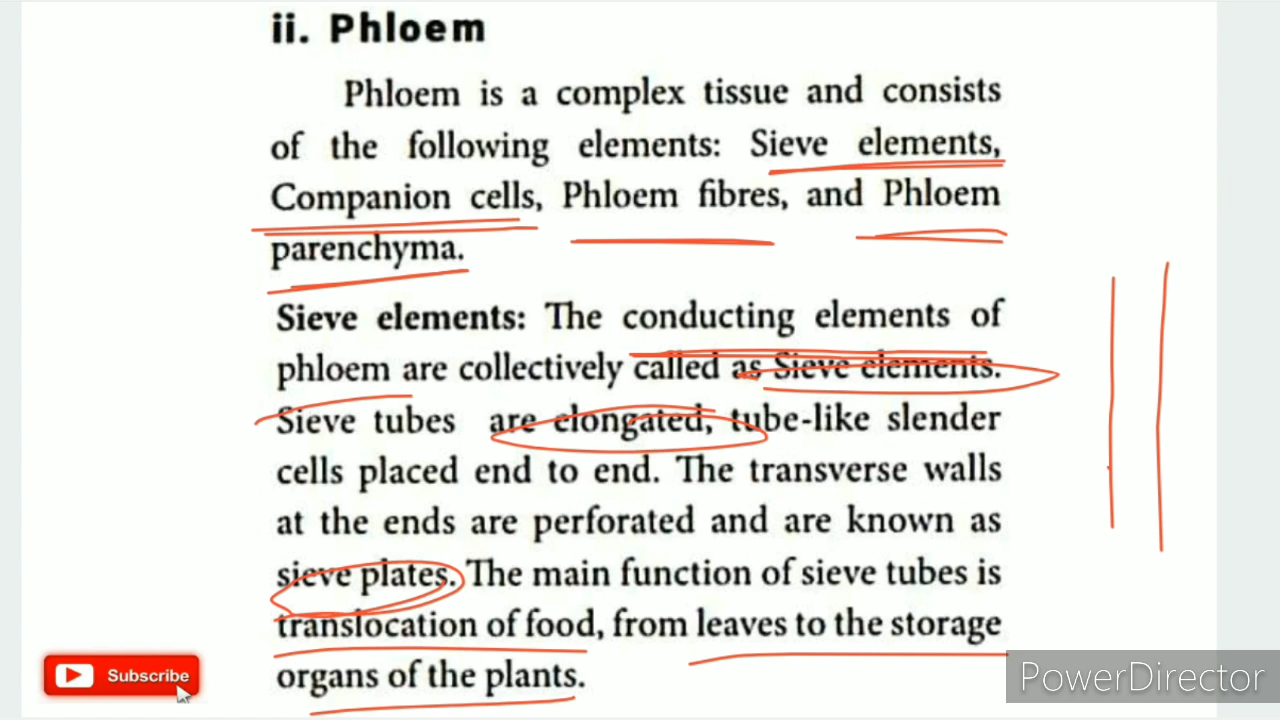 ii. Phloem
Phloem is a complex tissue and consists
of the following elements: Sieve elements,
Companion cells, Phloem fibres, and Phloem
parenchyma.
Sieve elements: The conducting elements of
phloem are collectively called as Sieve elements.
Sieve tubes are elongated, tube-like slender
cells placed end to end. The transverse walls
at the ends are perforated and are known as
sieve plates. The main function of sieve tubes is
translocation of food, from leaves to the storage
organs of the plants.
Subscribe
PowerDirector